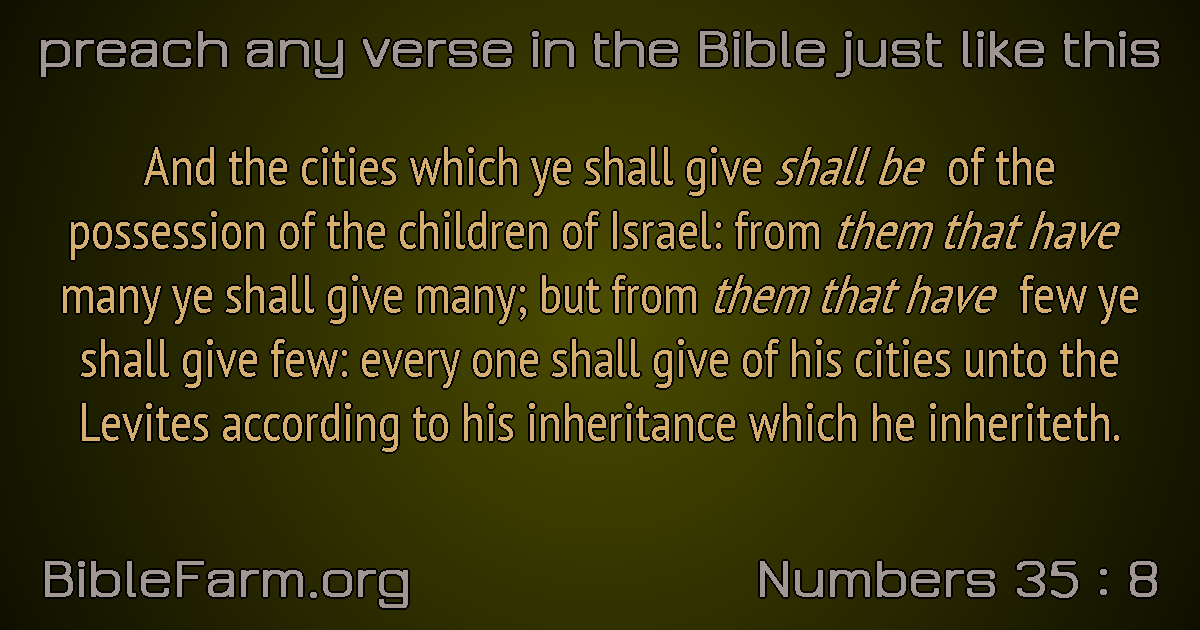 preach any verse in the Bible just like this
And the cities which ye shall give shall be of the
possession of the children of Israel: from them that have
many ye shall give many; but from them that have few ye
shall give few: every one shall give of his cities unto the
Levites according to his inheritance which he inheriteth.
BibleFarm.org
Numbers 35 : 8